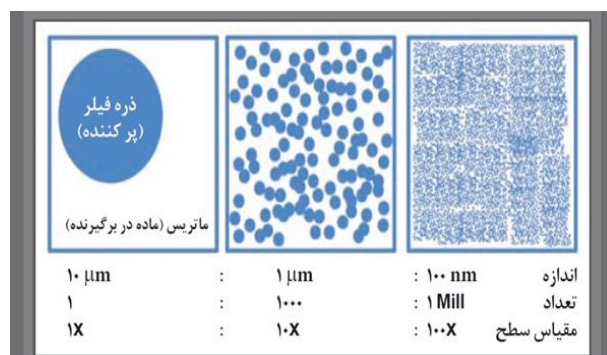 ذره فیلر
(پر کننده)
ماتریس (ماده در برگیرنده)
اندازه ۱۰۰ nm : ۱ μm : ۱۰ μm
تعداد ۱ Mill : ۱۰۰۰ : ۱
مقیاس سطح ۱۰۰X : ۱۰X : ۱X